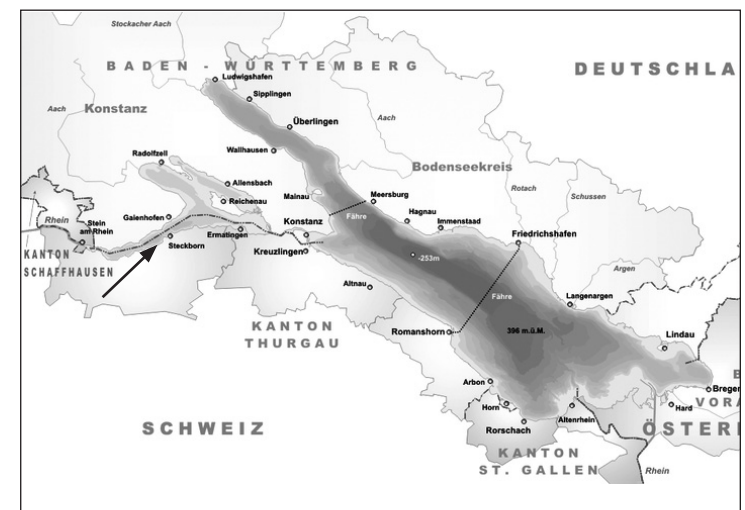 Stockacher Aach
BADEN - WÜRTTEMBERG
DEUTSCHLA
Ludwigshafen
Sipplingen
Aach
Konstanz
Überlingen
Aach
Wallhausen
Radolfzell
Bodenseekreis
Allensbach
Mainau
Meersburg
Rotach
Schussen
Reichenau
Rhein
Gaienhofen
Stein
am Rhein
Konstanz
Fähre
Hagnau
Immenstaad
Steckborn
Ermatingen
Friedrichshafen
KANTON
SCHAFFHAUSEN
Kreuzlingen
-253m
Argen
Altnau
Fähre
Langenargen
KANTON
THURGAU
Romanshorn
396 m.ü.M.
Lindau
Arbon
B
Bregen
Horn
Hard
VORA
SCHWEIZ
Rorschach
Altenrhein
ÖSTERR
KANTON
ST. GALLEN
Rhein